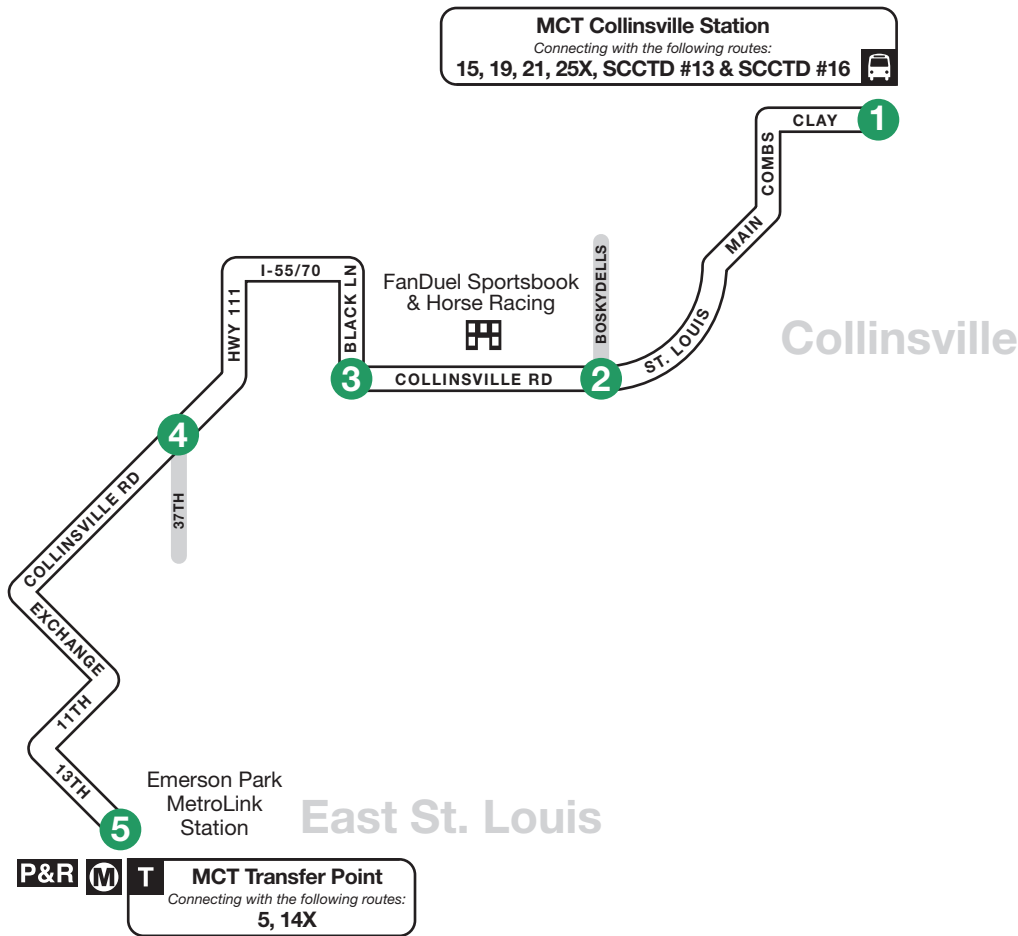 MCT Collinsville Station
Connecting with the following routes:
15, 19, 21, 25X, SCCTD #13 & SCCTD #16
1
CLAY
COMBS
MAIN
ST. LOUIS
BOSKYDELLS
Collinsville
FanDuel Sportsbook
& Horse Racing
I-55/70
HWY 111
BLACK LN
3
COLLINSVILLE RD
2
4
37TH
COLLINSVILLE RD
EXCHANGE
11TH
13TH
5
Emerson Park
MetroLink
Station
East St. Louis
P&R
M
T
MCT Transfer Point
Connecting with the following routes:
5, 14X